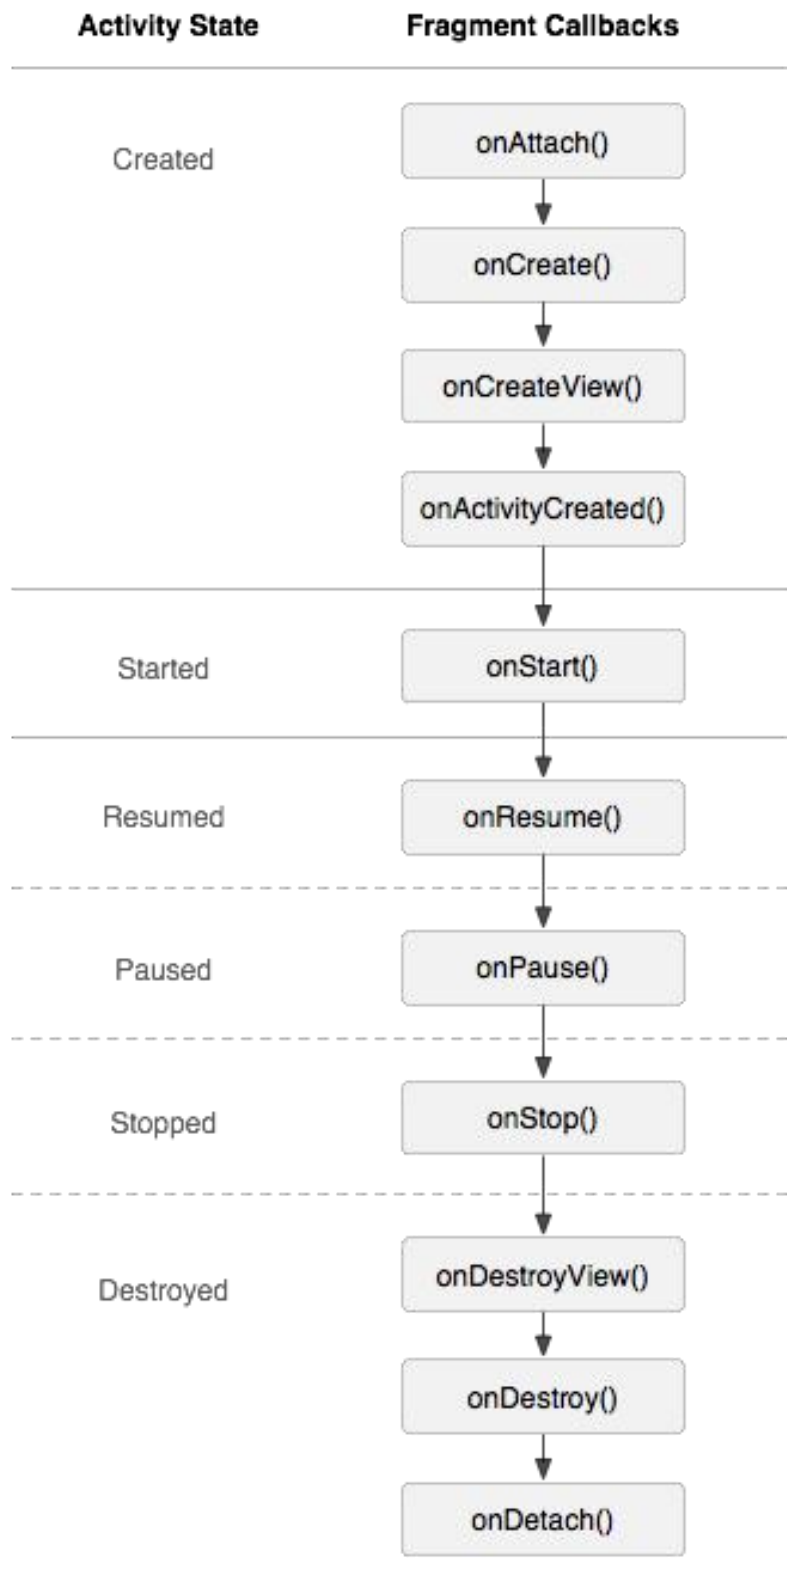 Activity State Fragment Callbacks
Created
onAttach()
onCreate()
onCreateView()
onActivityCreated()
Started
onStart()
Resumed
onResume()
Paused
onPause()
Stopped
onStop()
Destroyed
onDestroyView()
onDestroy()
onDetach()